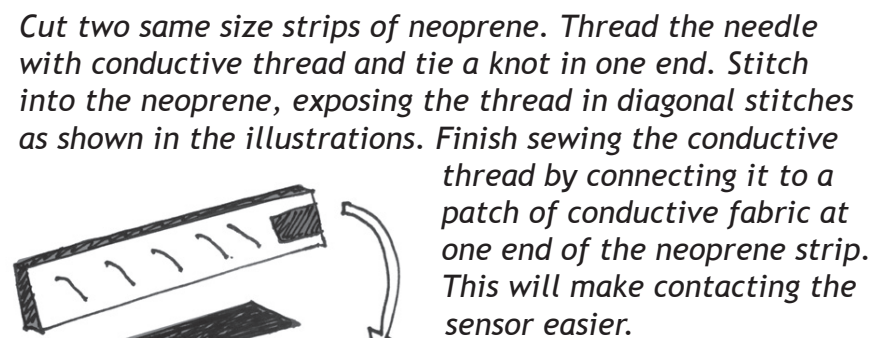 Cut two same size strips of neoprene. Thread the needle
with conductive thread and tie a knot in one end. Stitch
into the neoprene, exposing the thread in diagonal stitches
as shown in the illustrations. Finish sewing the conductive
thread by connecting it to a
patch of conductive fabric at
one end of the neoprene strip.
This will make contacting the
sensor easier.